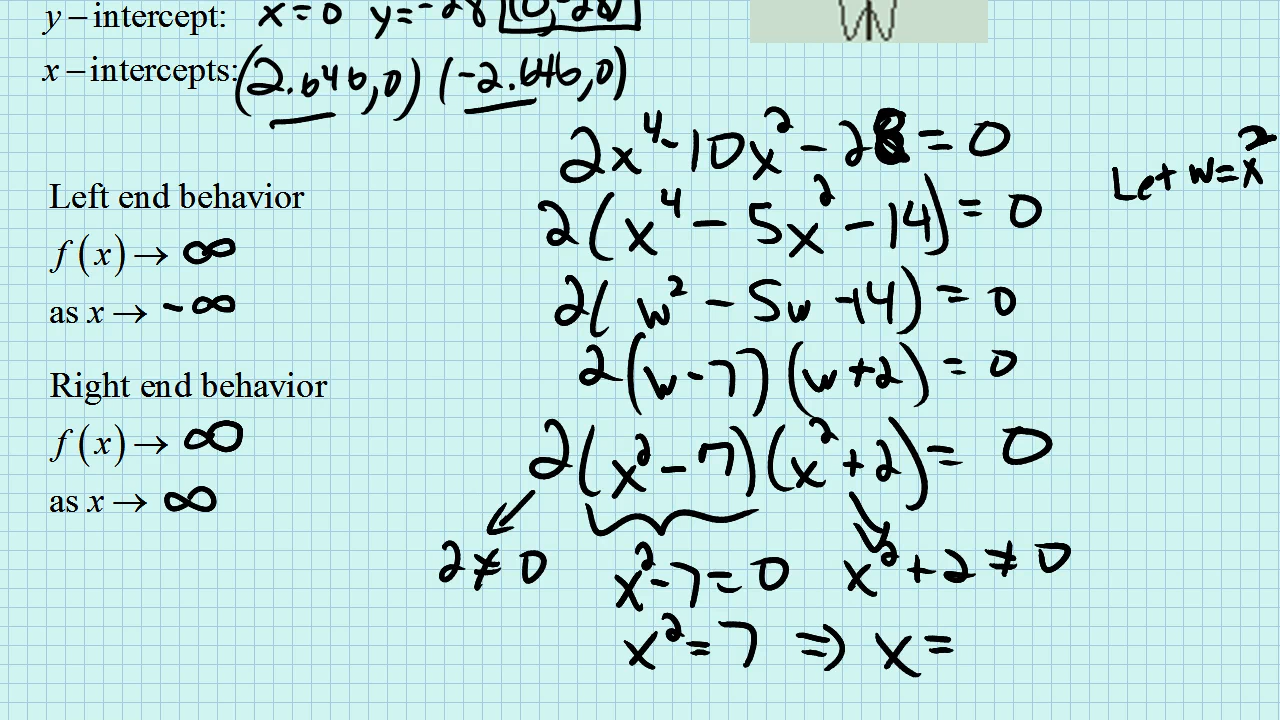 y – intercept: x = 0 y = -28 (0, -28)
x – intercepts: (2.646, 0) (-2.646, 0)
2x⁴ - 10x² - 28 = 0
Let w = x²
2(x⁴ - 5x² - 14) = 0
2(w² - 5w - 14) = 0
2(w - 7)(w + 2) = 0
2(x² - 7)(x² + 2) = 0
2 ≠ 0 x² - 7 = 0 x² + 2 ≠ 0
x² = 7 ⇒ x =
Left end behavior
f(x) → ∞
as x → -∞
Right end behavior
f(x) → ∞
as x → ∞